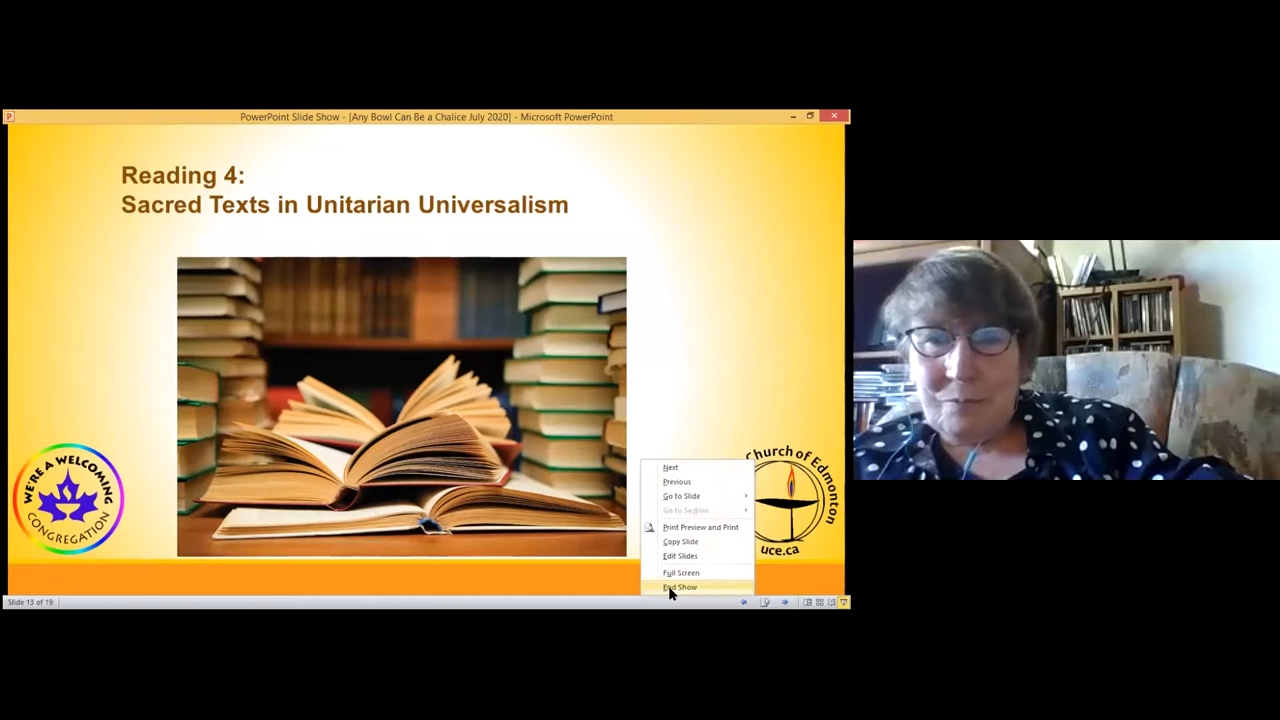 PowerPoint Slide Show - [Any Bowl Can Be a Chalice July 2020] - Microsoft PowerPoint
Reading 4:
Sacred Texts in Unitarian Universalism
WE'RE A WELCOMING
CONGREGATION
Church of Edmonton
uce.ca
Next
Previous
Go to Slide
Go to Section
Print Preview and Print
Copy Slide
Edit Slides
Full Screen
End Show
Slide 13 of 19